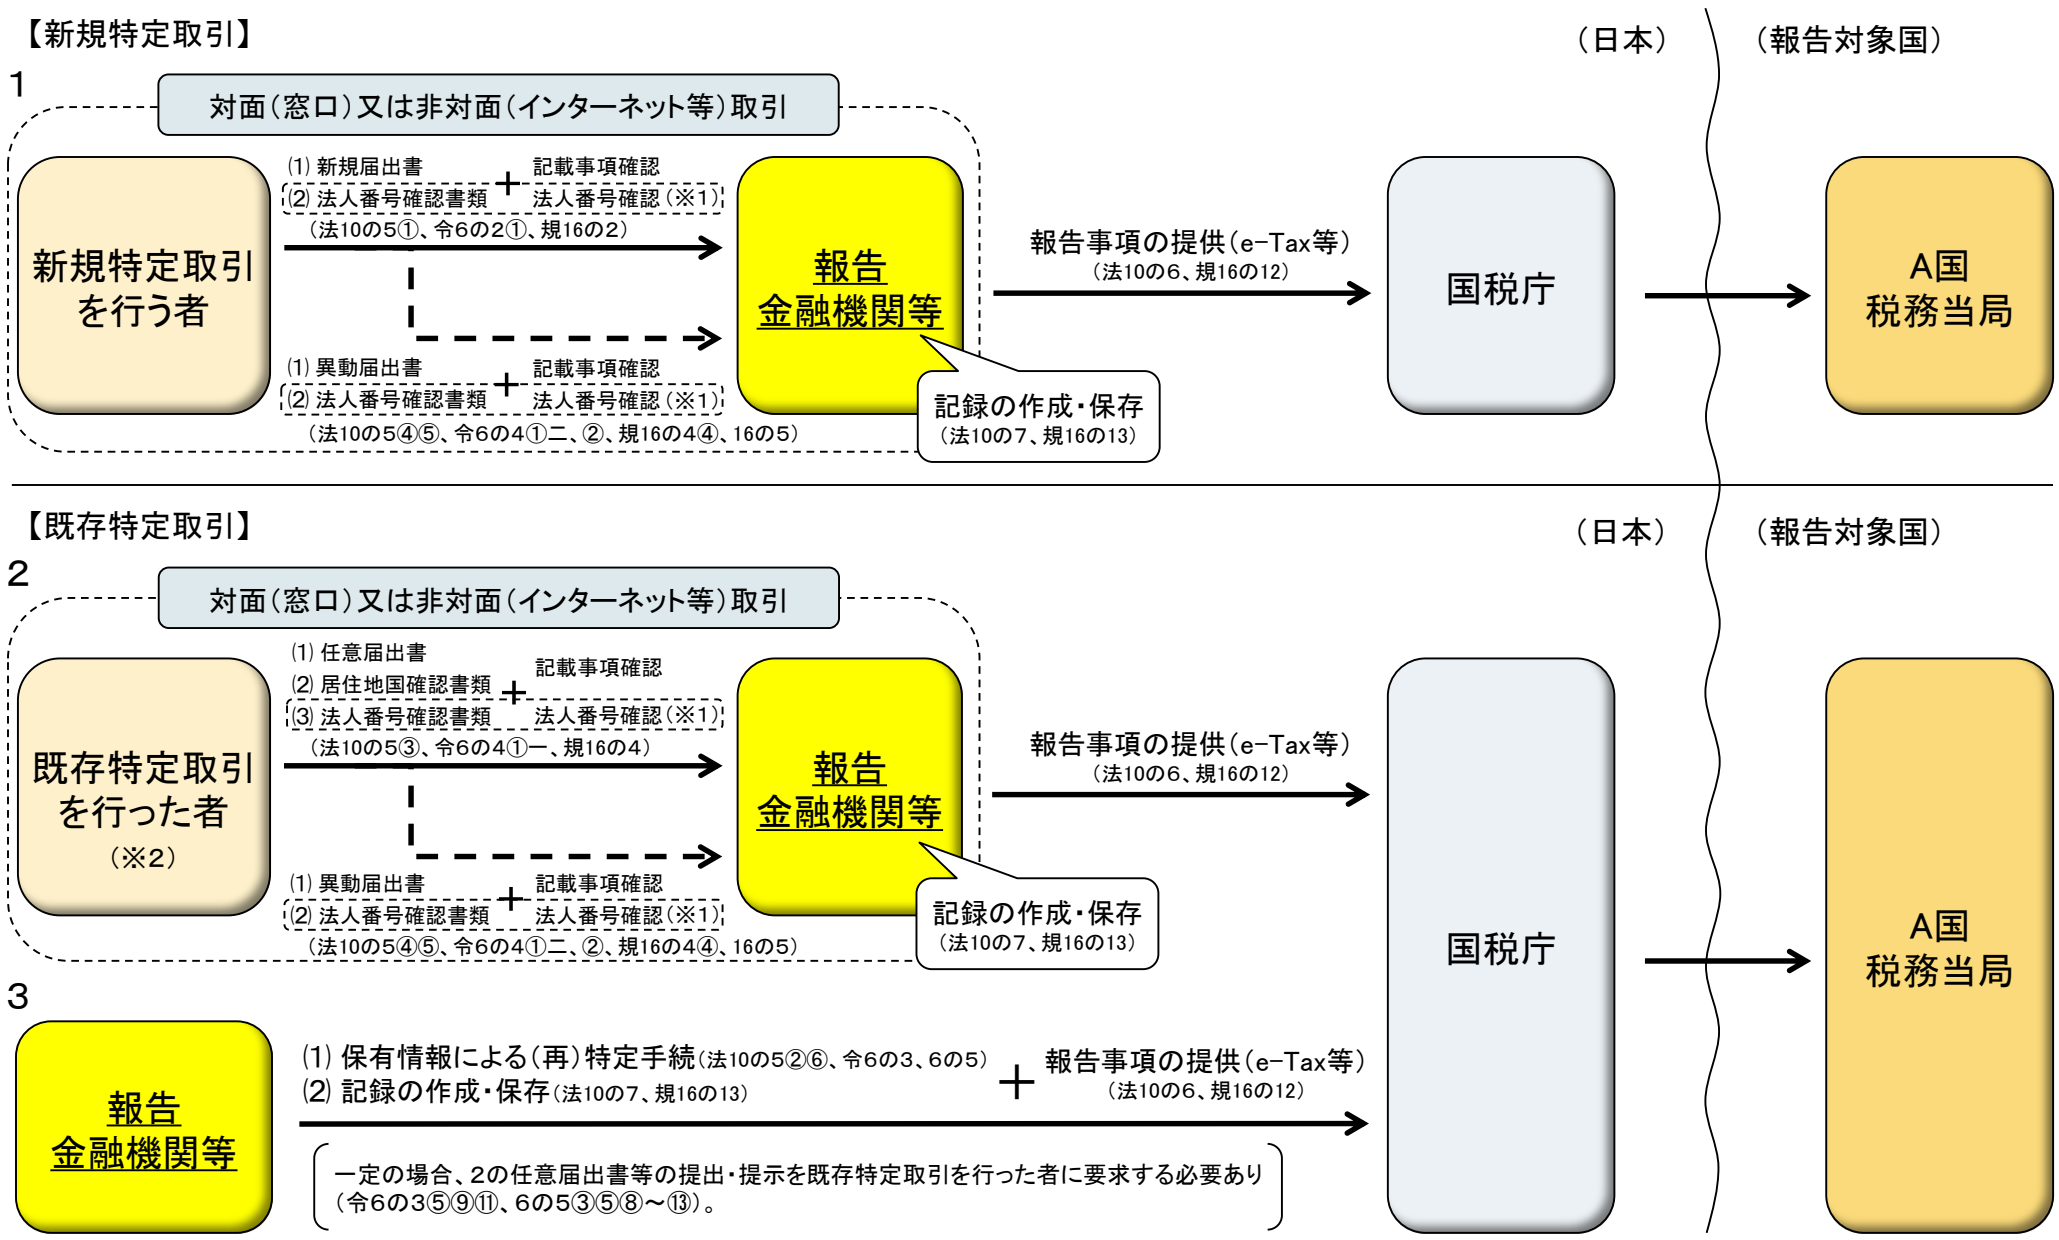 【新規特定取引】
（日本）
（報告対象国）
1
対面（窓口）又は非対面（インターネット等）取引
新規特定取引
を行う者
⑴ 新規届出書
⑵ 法人番号確認書類
＋
記載事項確認
法人番号確認（※1）
（法10の5①、令6の2①、規16の2）
⑴ 異動届出書
⑵ 法人番号確認書類
＋
記載事項確認
法人番号確認（※1）
（法10の5④⑤、令6の4①二、②、規16の4④、16の5）
報告
金融機関等
記録の作成・保存
（法10の7、規16の13）
報告事項の提供（e-Tax等）
（法10の6、規16の12）
国税庁
A国
税務当局
【既存特定取引】
（日本）
（報告対象国）
2
対面（窓口）又は非対面（インターネット等）取引
既存特定取引
を行った者
（※2）
⑴ 任意届出書
⑵ 居住地国確認書類
⑶ 法人番号確認書類
＋
記載事項確認
法人番号確認（※1）
（法10の5③、令6の4①一、規16の4）
⑴ 異動届出書
⑵ 法人番号確認書類
＋
記載事項確認
法人番号確認（※1）
（法10の5④⑤、令6の4①二、②、規16の4④、16の5）
報告
金融機関等
記録の作成・保存
（法10の7、規16の13）
報告事項の提供（e-Tax等）
（法10の6、規16の12）
国税庁
A国
税務当局
3
報告
金融機関等
⑴ 保有情報による（再）特定手続（法10の5②⑥、令6の3、6の5）
⑵ 記録の作成・保存（法10の7、規16の13）
＋
報告事項の提供（e-Tax等）
（法10の6、規16の12）
一定の場合、2の任意届出書等の提出・提示を既存特定取引を行った者に要求する必要あり
（令6の3⑤⑨⑪、6の5③⑤⑧～⑬）。